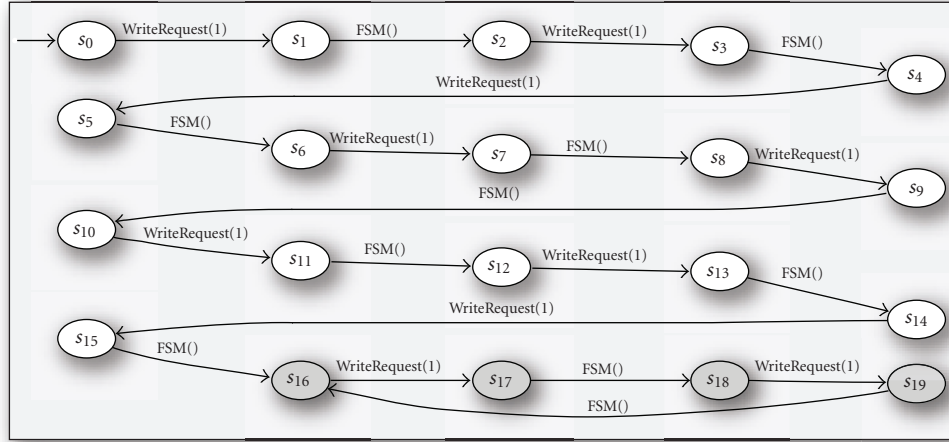 s0 WriteRequest(1) s1 FSM() s2 WriteRequest(1) s3 FSM() s4
WriteRequest(1)
s5 FSM() s6 WriteRequest(1) s7 FSM() s8 WriteRequest(1) s9
FSM()
s10 WriteRequest(1) s11 FSM() s12 WriteRequest(1) s13 FSM() s14
WriteRequest(1)
s15 FSM() s16 WriteRequest(1) s17 FSM() s18 WriteRequest(1) s19
FSM()